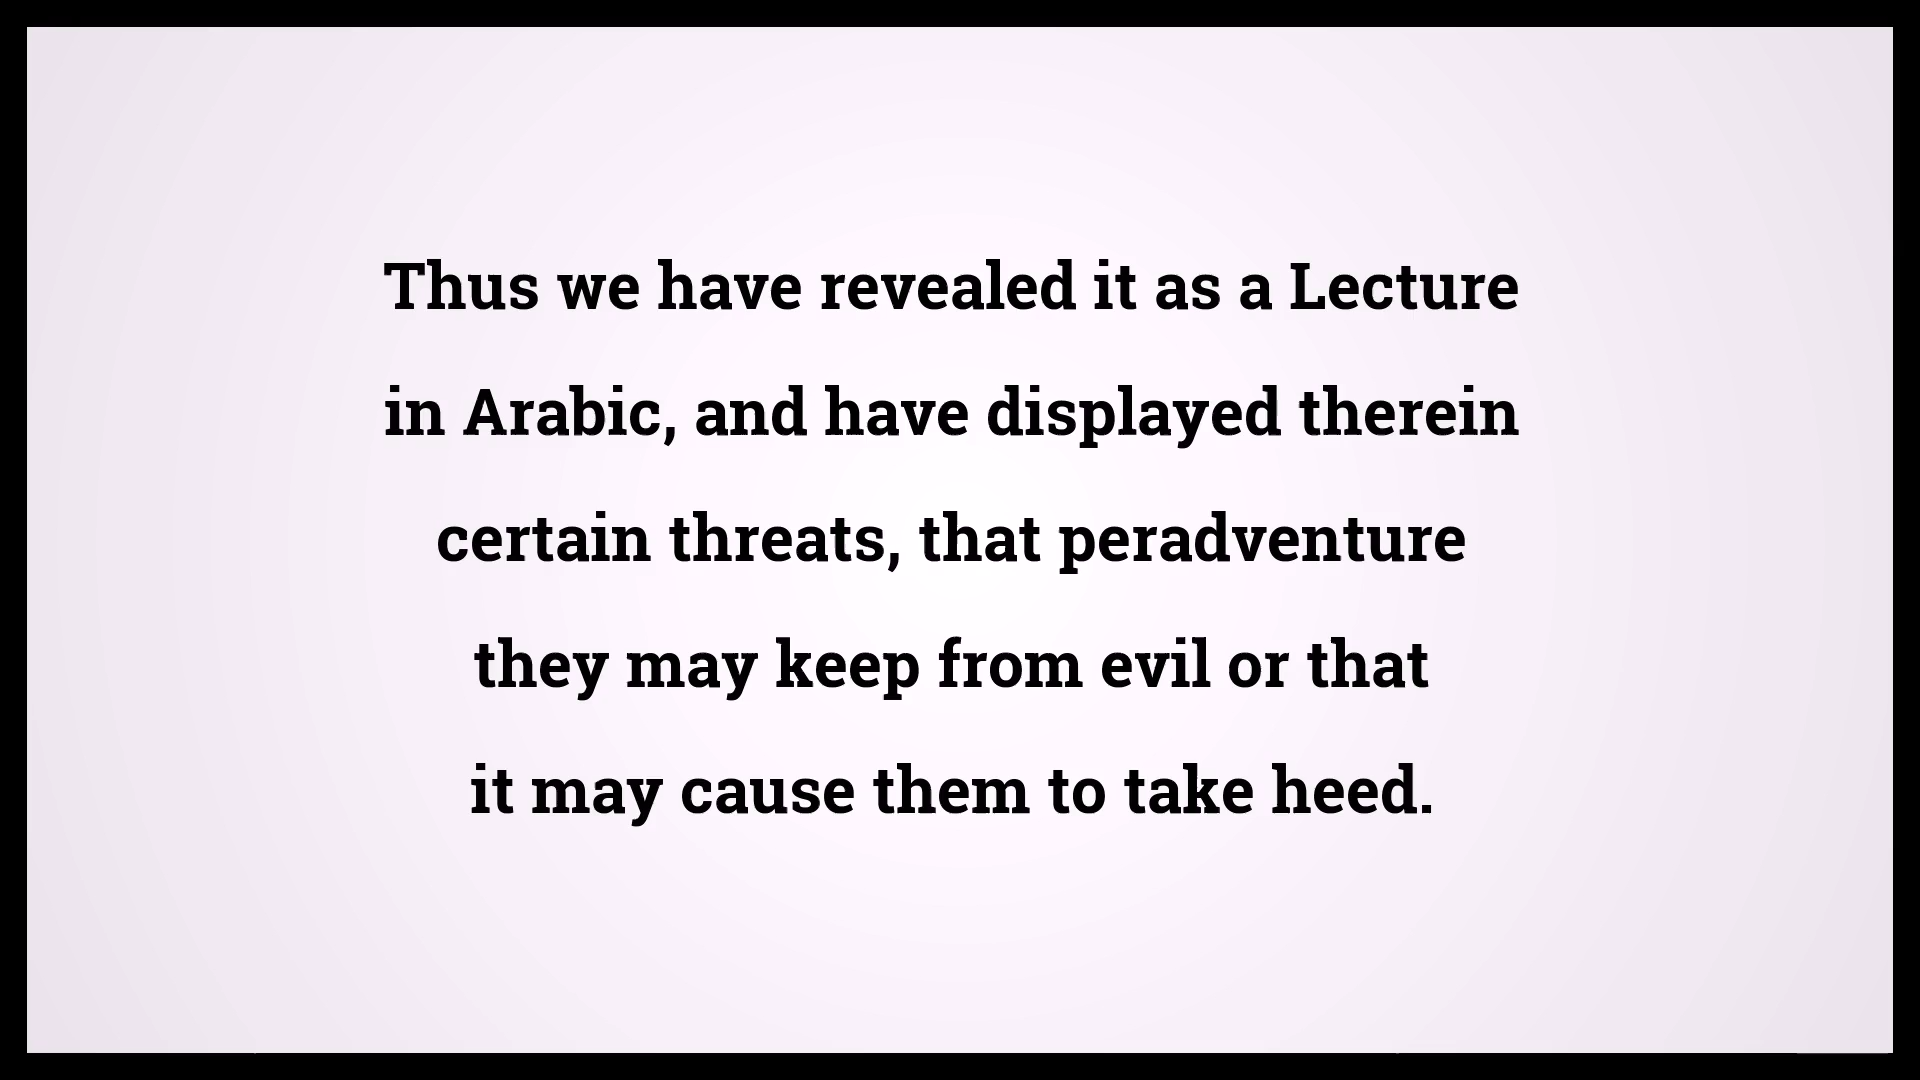 Thus we have revealed it as a Lecture
in Arabic, and have displayed therein
certain threats, that peradventure
they may keep from evil or that
it may cause them to take heed.